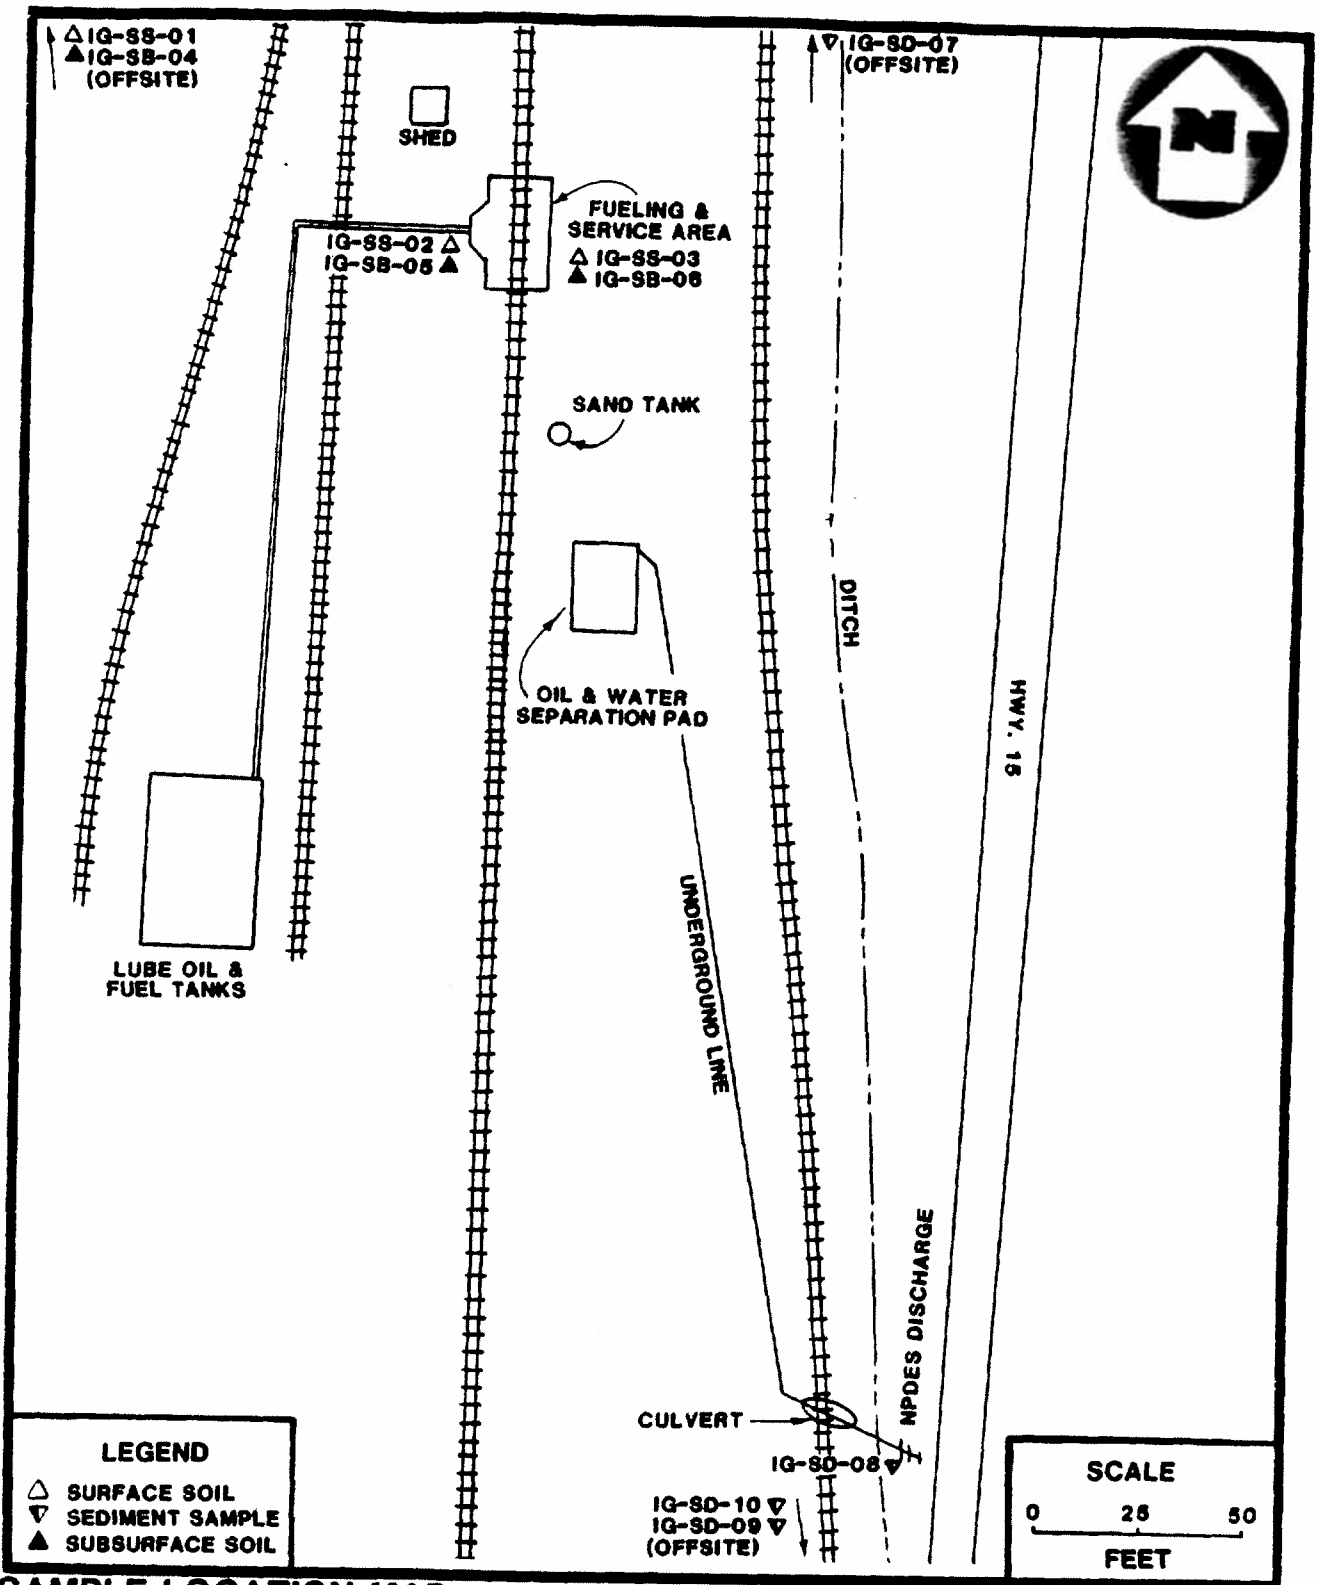 IG-SS-01
IG-SB-04
(OFFSITE)
IG-SD-07
(OFFSITE)
N
SHED
FUELING &
SERVICE AREA
IG-SS-02
IG-SB-05
IG-SS-03
IG-SB-06
SAND TANK
DITCH
OIL & WATER
SEPARATION PAD
HWY. 15
LUBE OIL &
FUEL TANKS
UNDERGROUND LINE
NPDES DISCHARGE
CULVERT
IG-SD-08
IG-SD-10
IG-SD-09
(OFFSITE)
LEGEND
SURFACE SOIL
SEDIMENT SAMPLE
SUBSURFACE SOIL
SCALE
0 25 50
FEET
SAMPLE LOCATION MAP